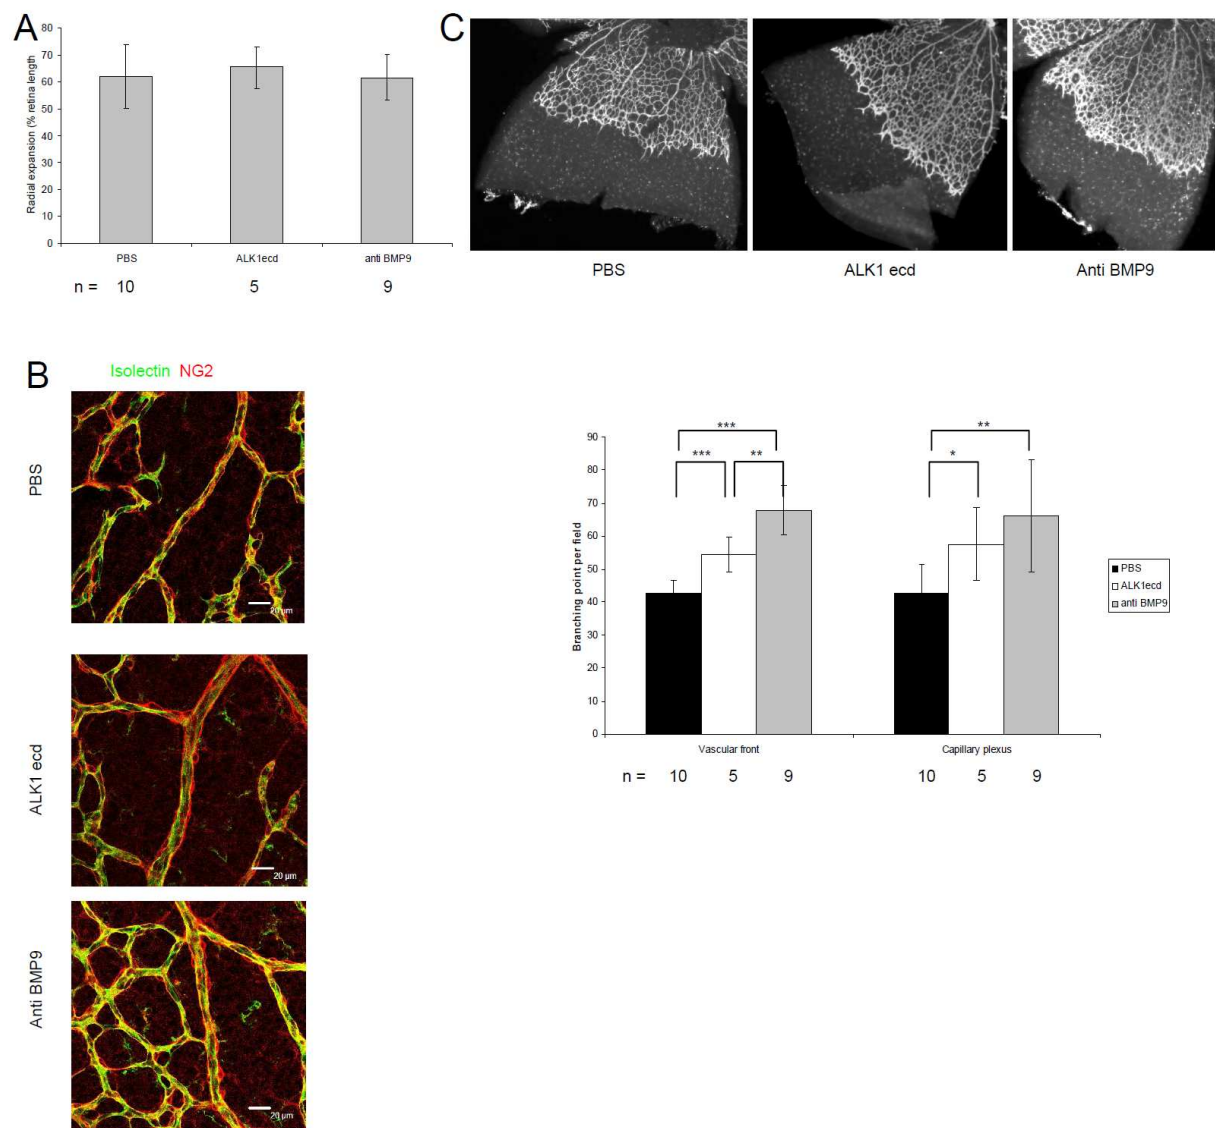 A
80
70
60
50
40
30
20
10
0
Radial expansion (% retina length
PBS ALK1ecd anti BMP9
n = 10 5 9
C
PBS ALK1 ecd Anti BMP9
B
Isolectin NG2
PBS
20 µm
ALK1 ecd
20 µm
Anti BMP9
20 µm
90
80
70
60
50
40
30
20
10
0
Branching point per field
*** **
*** ** *
PBS
ALK1ecd
anti BMP9
Vascular front Capillary plexus
n = 10 5 9 10 5 9